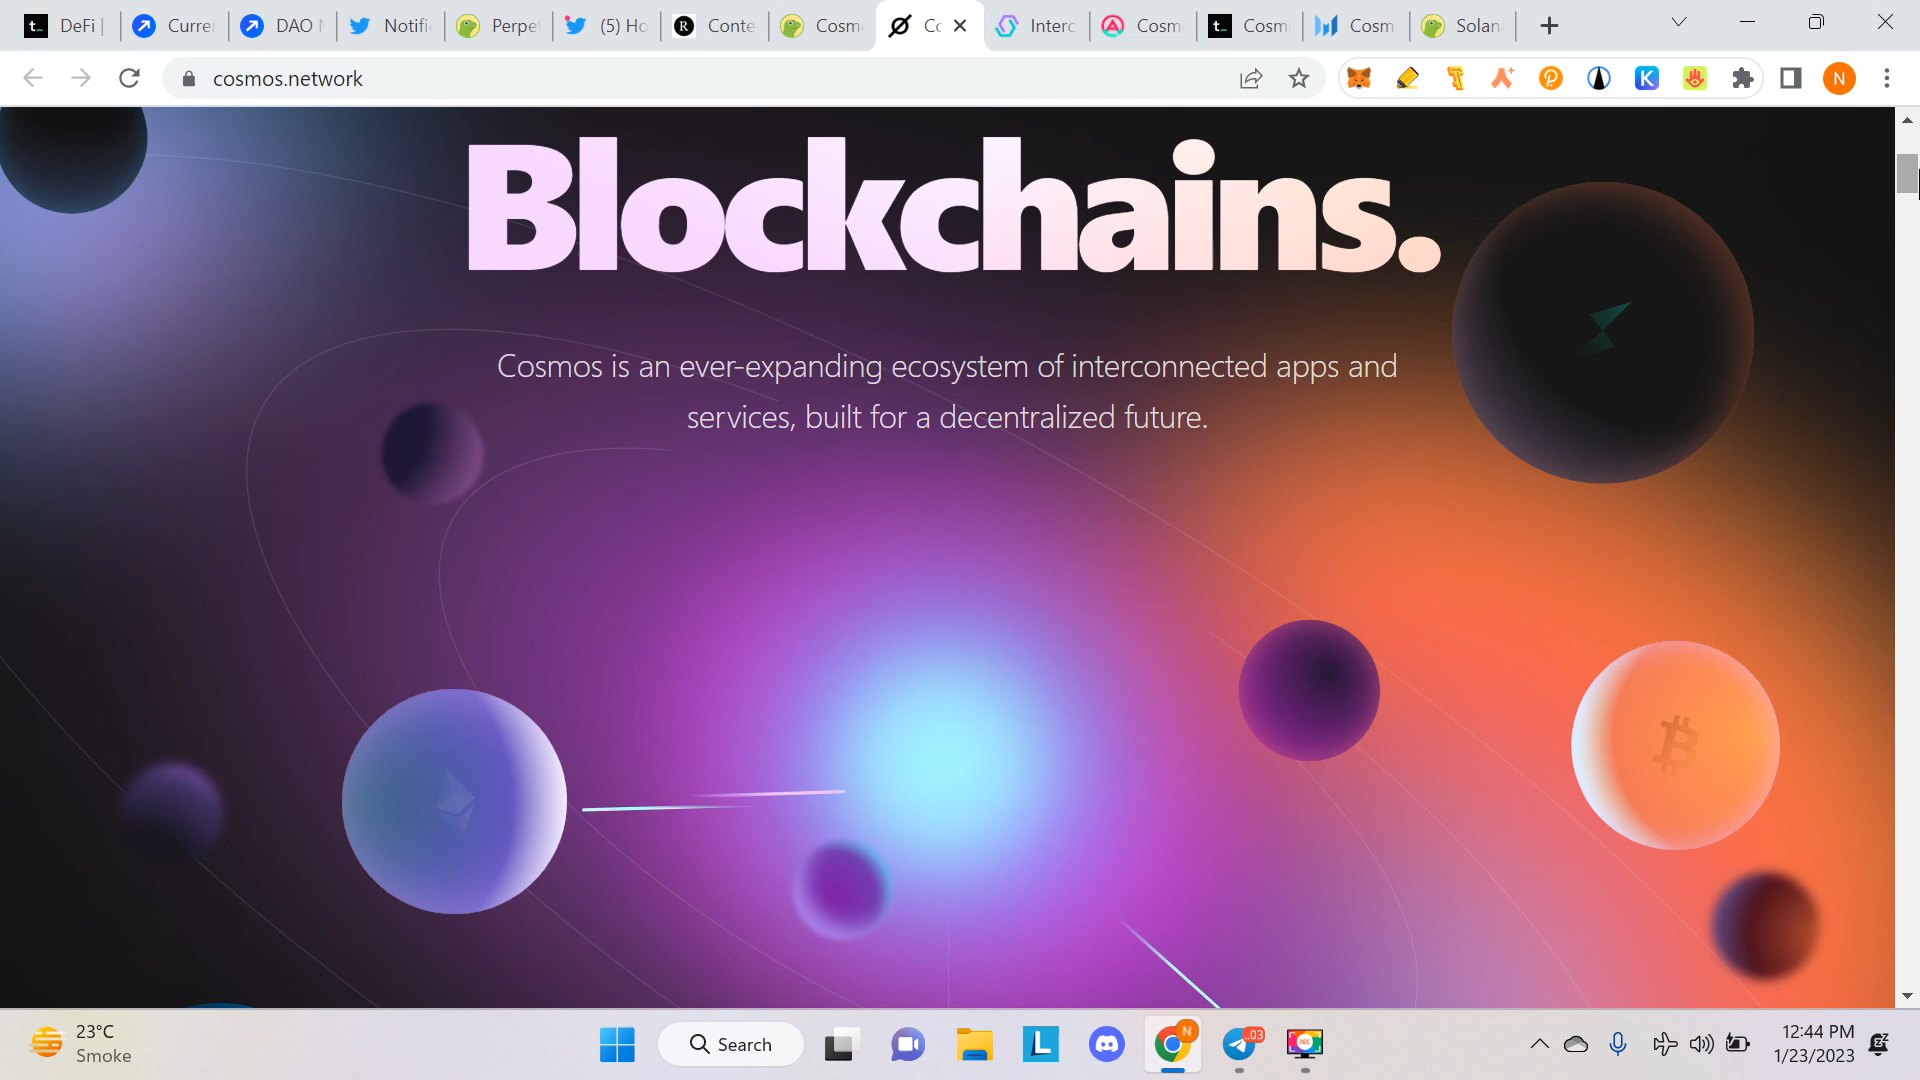 DeFi |
Curre
DAO
Notifi
Perpe
(5) Ho
Conte
Cosm
Co
Interc
Cosm
Cosm
Cosm
Solan
cosmos.network
N
Blockchains.
Cosmos is an ever-expanding ecosystem of interconnected apps and
services, built for a decentralized future.
23°C
Smoke
Search
N
..03
12:44 PM
1/23/2023